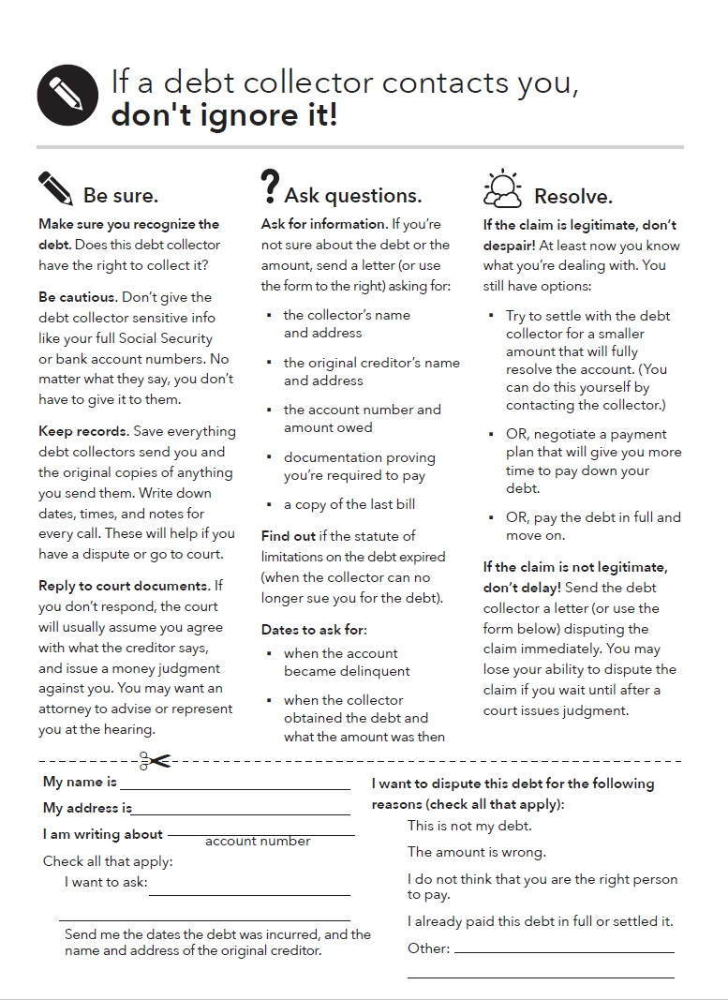 If a debt collector contacts you,
don't ignore it!
Be sure.
Make sure you recognize the
debt. Does this debt collector
have the right to collect it?
Be cautious. Don’t give the
debt collector sensitive info
like your full Social Security
or bank account numbers. No
matter what they say, you don’t
have to give it to them.
Keep records. Save everything
debt collectors send you and
the original copies of anything
you send them. Write down
dates, times, and notes for
every call. These will help if you
have a dispute or go to court.
Reply to court documents. If
you don’t respond, the court
will usually assume you agree
with what the creditor says,
and issue a money judgment
against you. You may want an
attorney to advise or represent
you at the hearing.
? Ask questions.
Ask for information. If you’re
not sure about the debt or the
amount, send a letter (or use
the form to the right) asking for:
▪ the collector’s name
and address
▪ the original creditor’s name
and address
▪ the account number and
amount owed
▪ documentation proving
you’re required to pay
▪ a copy of the last bill
Find out if the statute of
limitations on the debt expired
(when the collector can no
longer sue you for the debt).
Dates to ask for:
▪ when the account
became delinquent
▪ when the collector
obtained the debt and
what the amount was then
Resolve.
If the claim is legitimate, don’t
despair! At least now you know
what you’re dealing with. You
still have options:
▪ Try to settle with the debt
collector for a smaller
amount that will fully
resolve the account. (You
can do this yourself by
contacting the collector.)
▪ OR, negotiate a payment
plan that will give you more
time to pay down your
debt.
▪ OR, pay the debt in full and
move on.
If the claim is not legitimate,
don’t delay! Send the debt
collector a letter (or use the
form below) disputing the
claim immediately. You may
lose your ability to dispute the
claim if you wait until after a
court issues judgment.
My name is
My address is
I am writing about
account number
Check all that apply:
I want to ask:
Send me the dates the debt was incurred, and the
name and address of the original creditor.
I want to dispute this debt for the following
reasons (check all that apply):
This is not my debt.
The amount is wrong.
I do not think that you are the right person
to pay.
I already paid this debt in full or settled it.
Other: